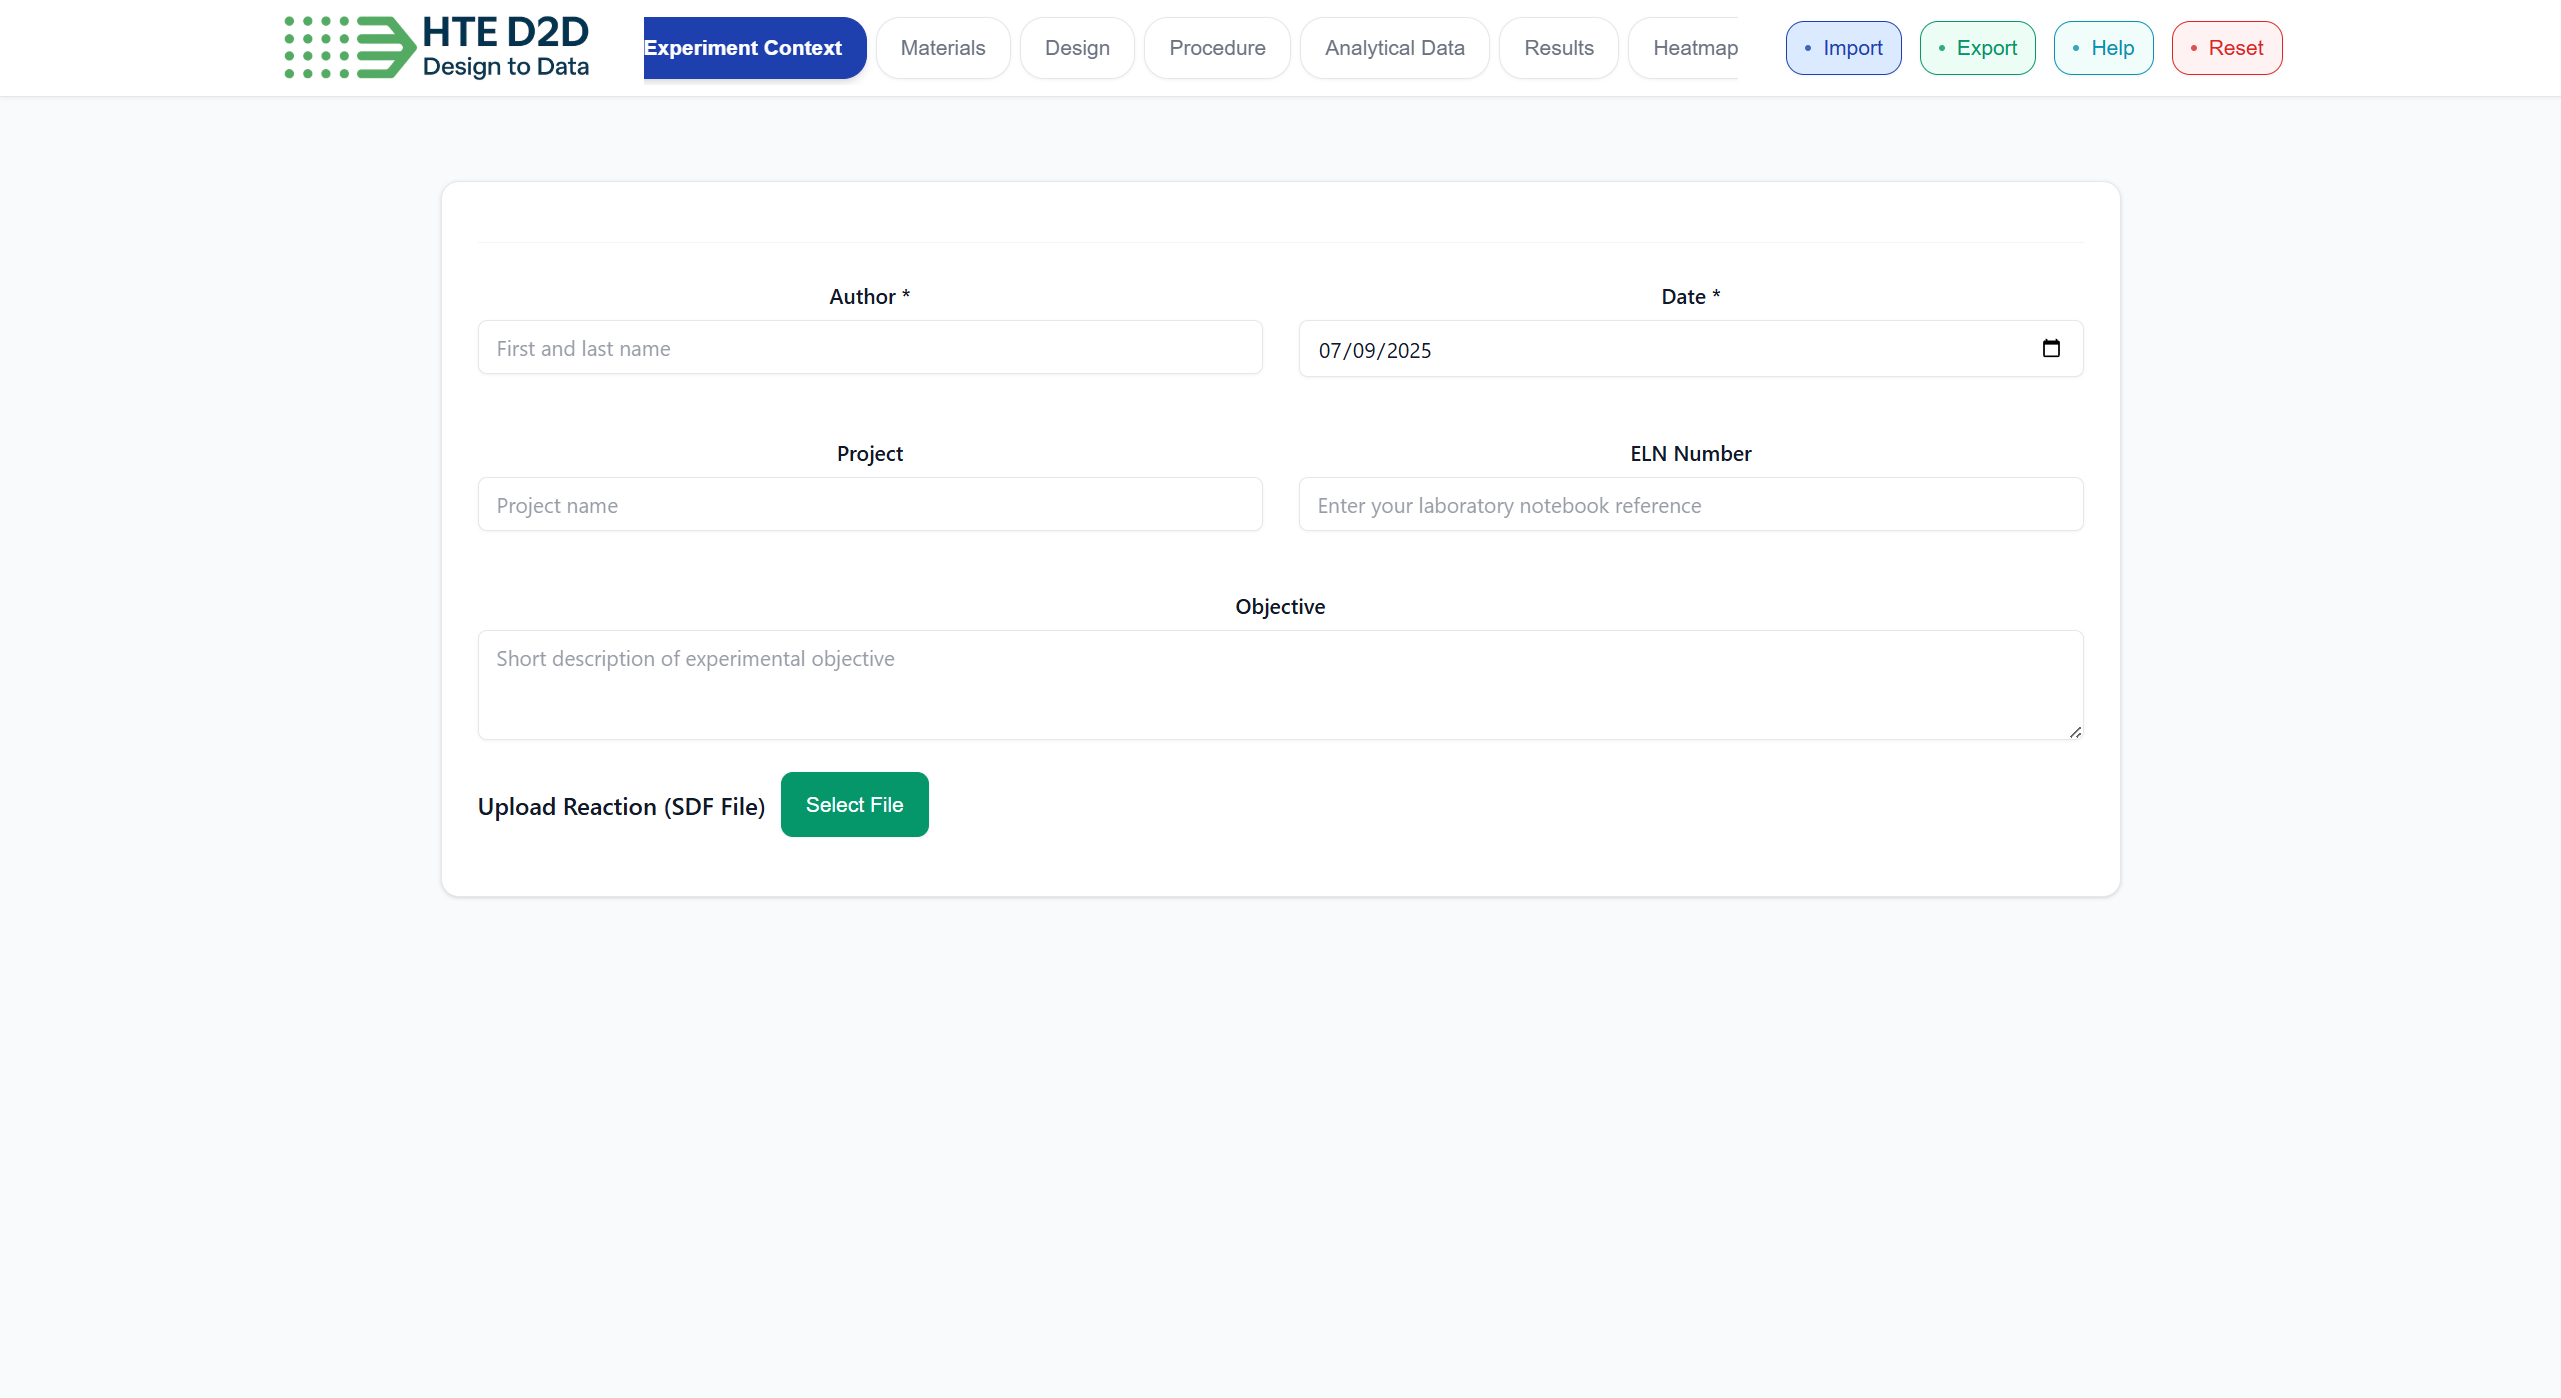 HTE D2D
Design to Data
Experiment Context
Materials
Design
Procedure
Analytical Data
Results
Heatmap
Import
Export
Help
Reset
Author *
Date *
First and last name
07/09/2025
Project
ELN Number
Project name
Enter your laboratory notebook reference
Objective
Short description of experimental objective
Upload Reaction (SDF File)
Select File